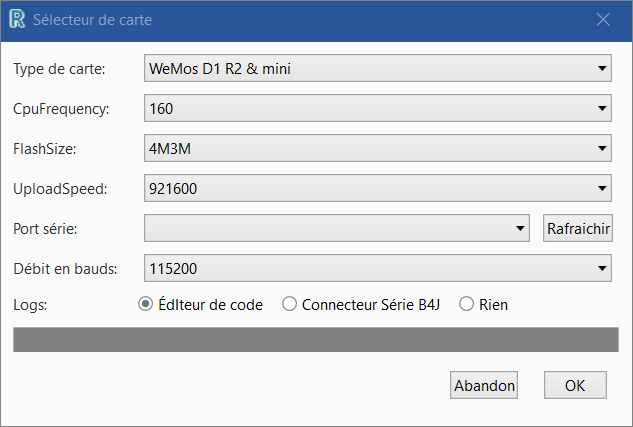 R Sélecteur de carte
Type de carte: WeMos D1 R2 & mini
CpuFrequency: 160
FlashSize: 4M3M
UploadSpeed: 921600
Port série: Rafraichir
Débit en bauds: 115200
Logs: ÉdIteur de code Connecteur Série B4J Rien
Abandon OK